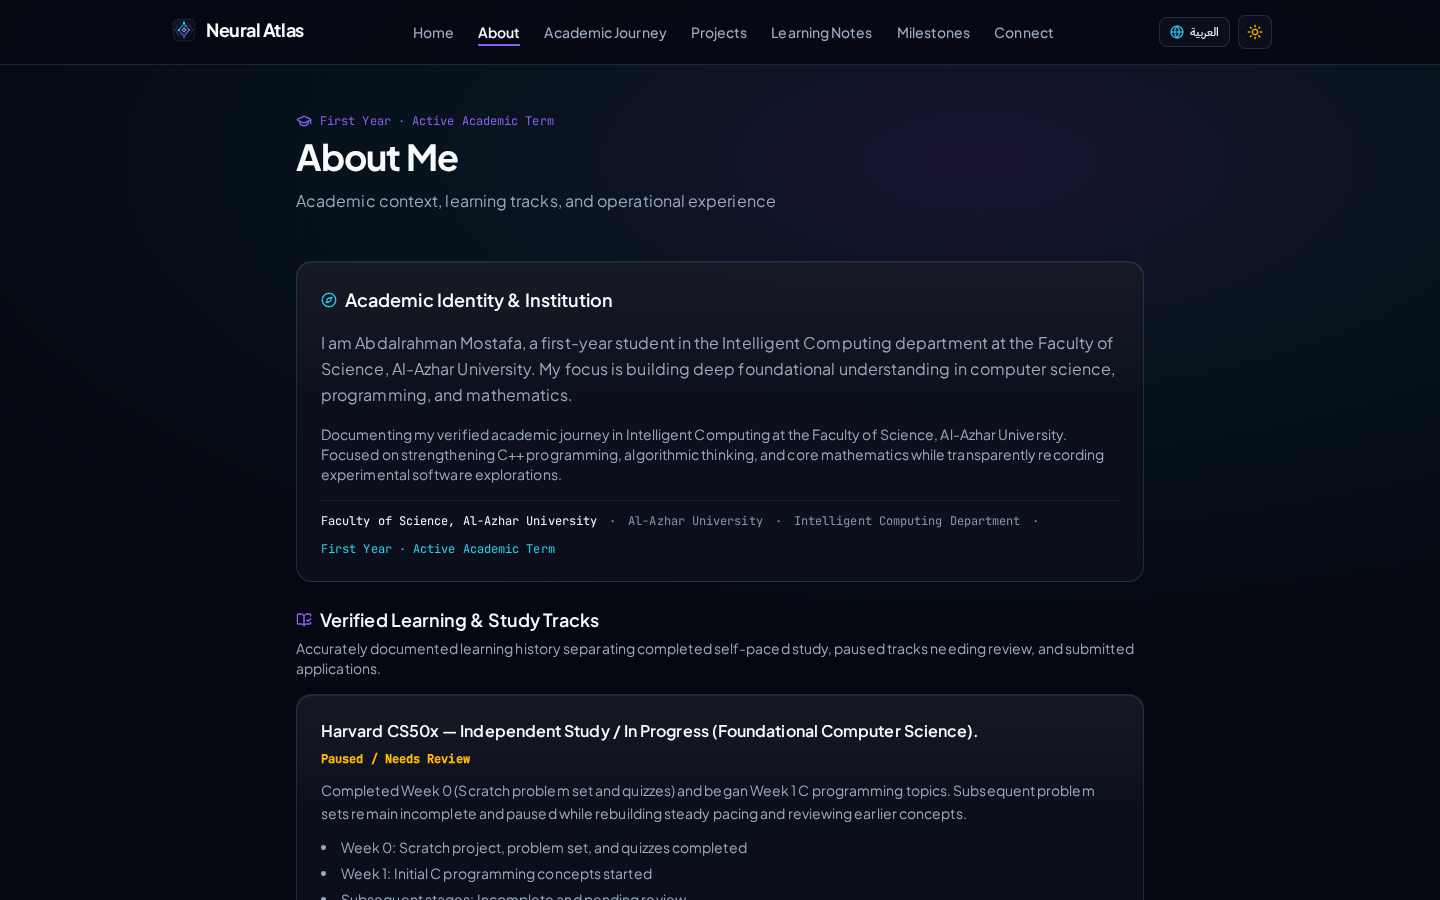 Neural Atlas
Home About Academic Journey Projects Learning Notes Milestones Connect
العربية
First Year · Active Academic Term
About Me
Academic context, learning tracks, and operational experience
Academic Identity & Institution
I am Abdalrahman Mostafa, a first-year student in the Intelligent Computing department at the Faculty of
Science, Al-Azhar University. My focus is building deep foundational understanding in computer science,
programming, and mathematics.
Documenting my verified academic journey in Intelligent Computing at the Faculty of Science, Al-Azhar University.
Focused on strengthening C++ programming, algorithmic thinking, and core mathematics while transparently recording
experimental software explorations.
Faculty of Science, Al-Azhar University · Al-Azhar University · Intelligent Computing Department ·
First Year · Active Academic Term
Verified Learning & Study Tracks
Accurately documented learning history separating completed self-paced study, paused tracks needing review, and submitted
applications.
Harvard CS50x — Independent Study / In Progress (Foundational Computer Science).
Paused / Needs Review
Completed Week 0 (Scratch problem set and quizzes) and began Week 1 C programming topics. Subsequent problem
sets remain incomplete and paused while rebuilding steady pacing and reviewing earlier concepts.
• Week 0: Scratch project, problem set, and quizzes completed
• Week 1: Initial C programming concepts started
• Subsequent stages: Incomplete and pending review